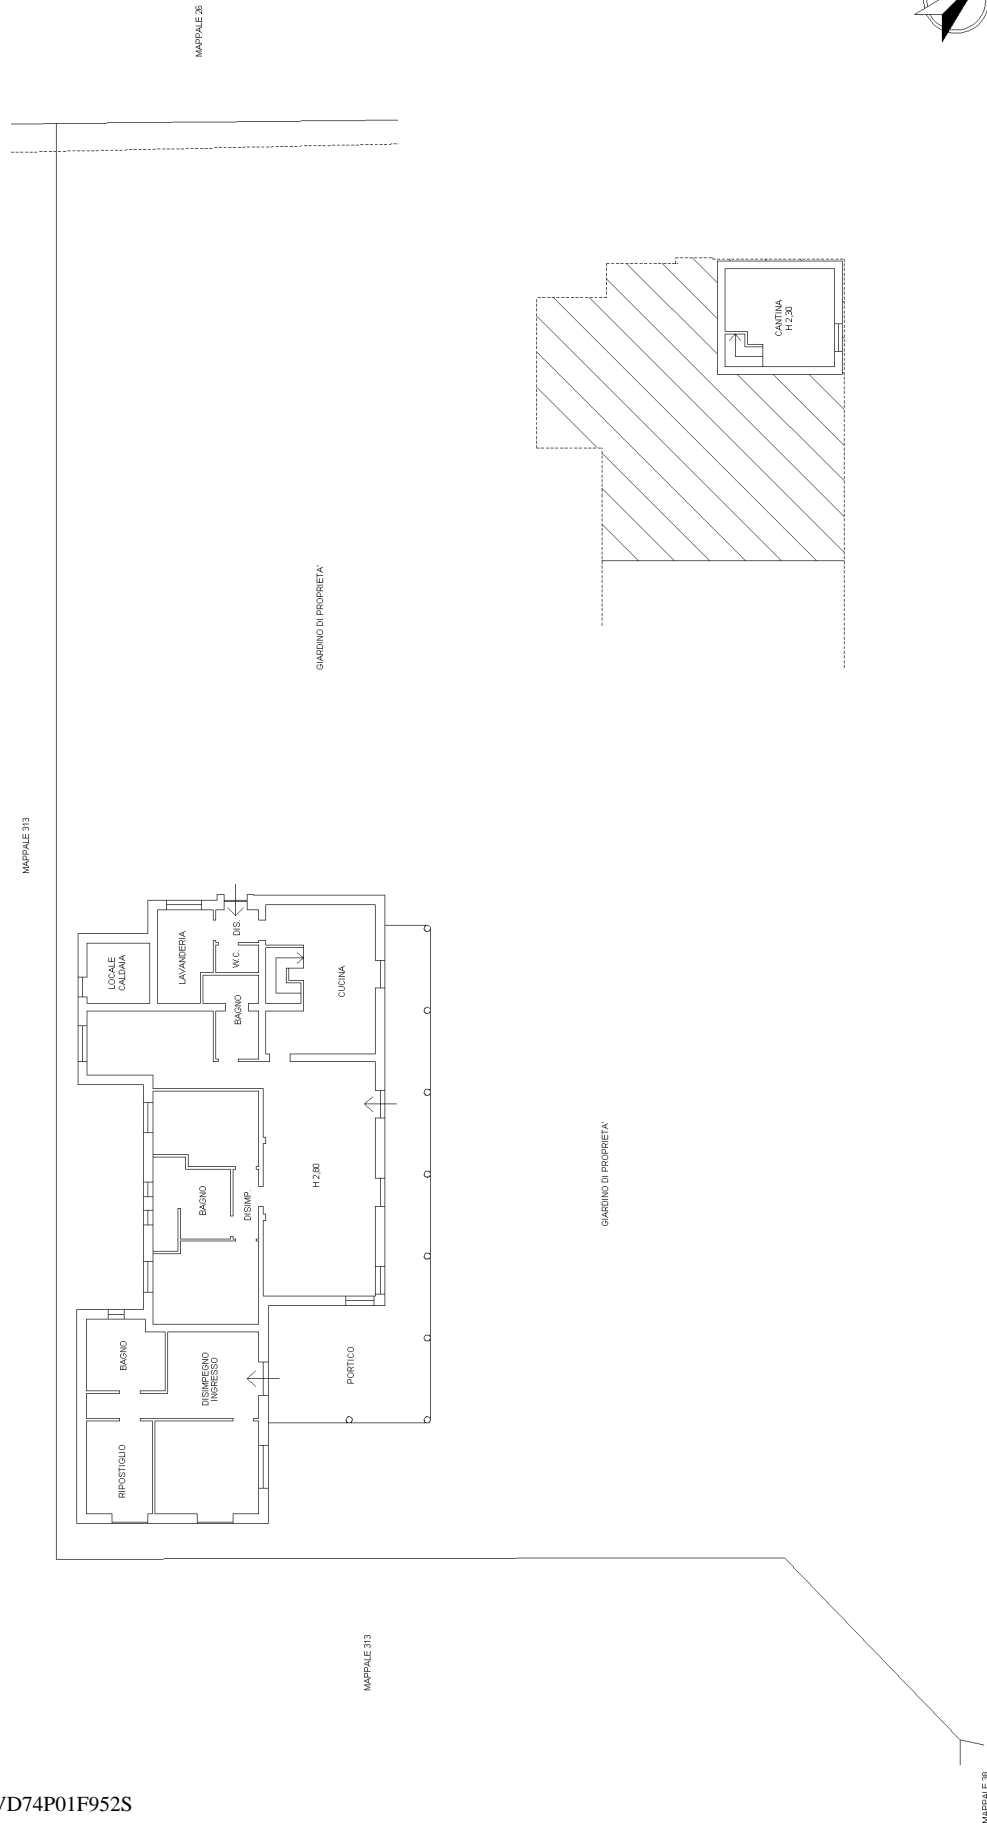 MAPPALE 26
CANTINA
H 2,30
GIARDINO DI PROPRIETA'
MAPPALE 313
LOCALE
CALDAIA
LAVANDERIA
DIS.
W.C.
BAGNO
CUCINA
BAGNO
DISIMP.
H 2,80
GIARDINO DI PROPRIETA'
BAGNO
DISIMPEGNO
INGRESSO
PORTICO
RIPOSTIGLIO
MAPPALE 313
MAPPALE 38
VD74P01F952S